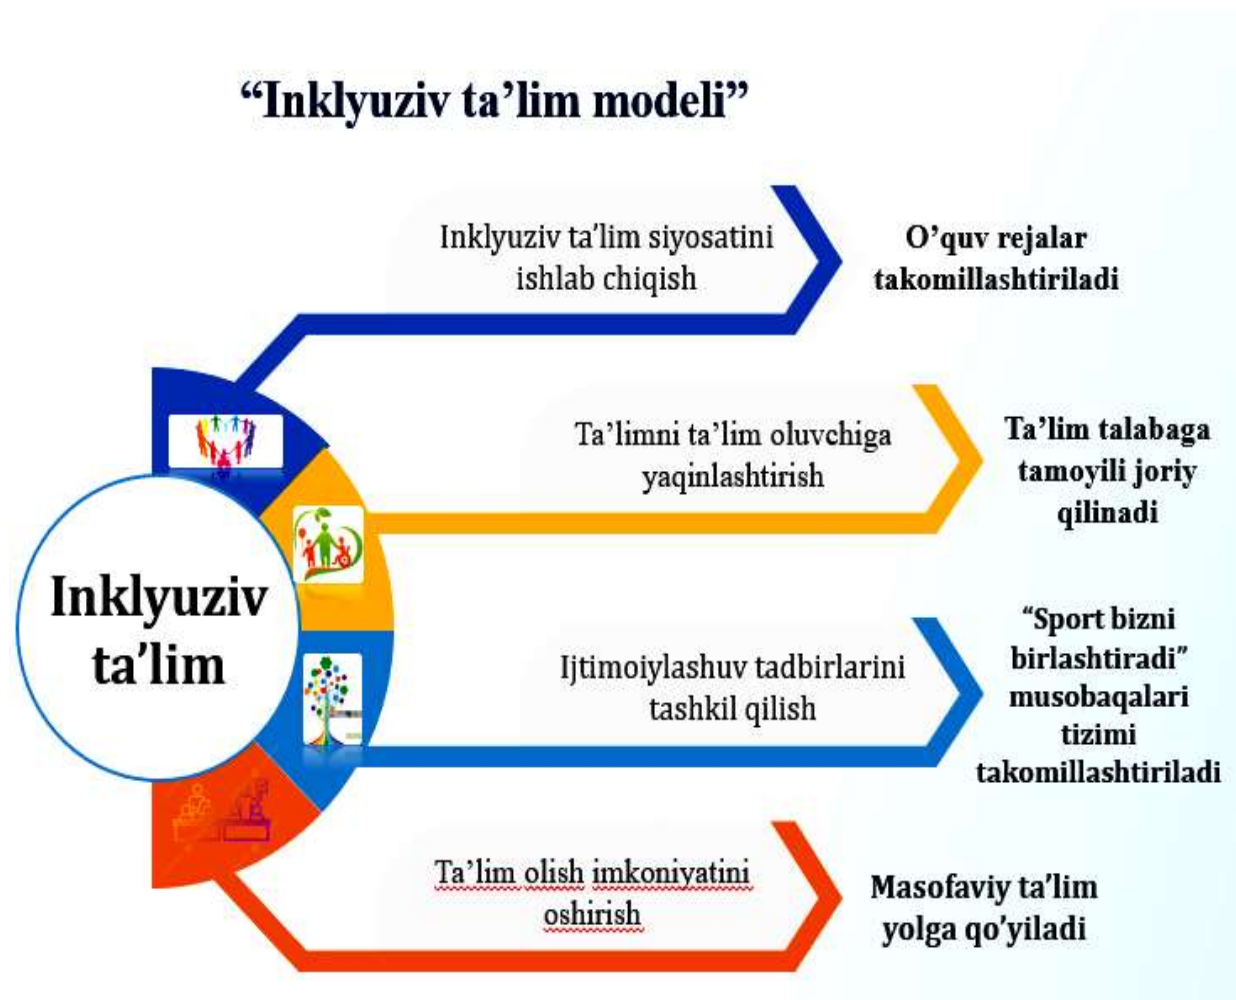 “Inklyuziv ta’lim modeli”
Inklyuziv ta’lim siyosatini
ishlab chiqish
O’quv rejalar
takomillashtiriladi
Ta’limni ta’lim oluvchiga
yaqinlashtirish
Ta’lim talabaga
tamoyili joriy
qilinadi
Inklyuziv
ta’lim
Ijtimoiylashuv tadbirlarini
tashkil qilish
“Sport bizni
birlashtiradi”
musobaqalari
tizimi
takomillashtiriladi
Ta’lim olish imkoniyatini
oshirish
Masofaviy ta’lim
yolga qo’yiladi